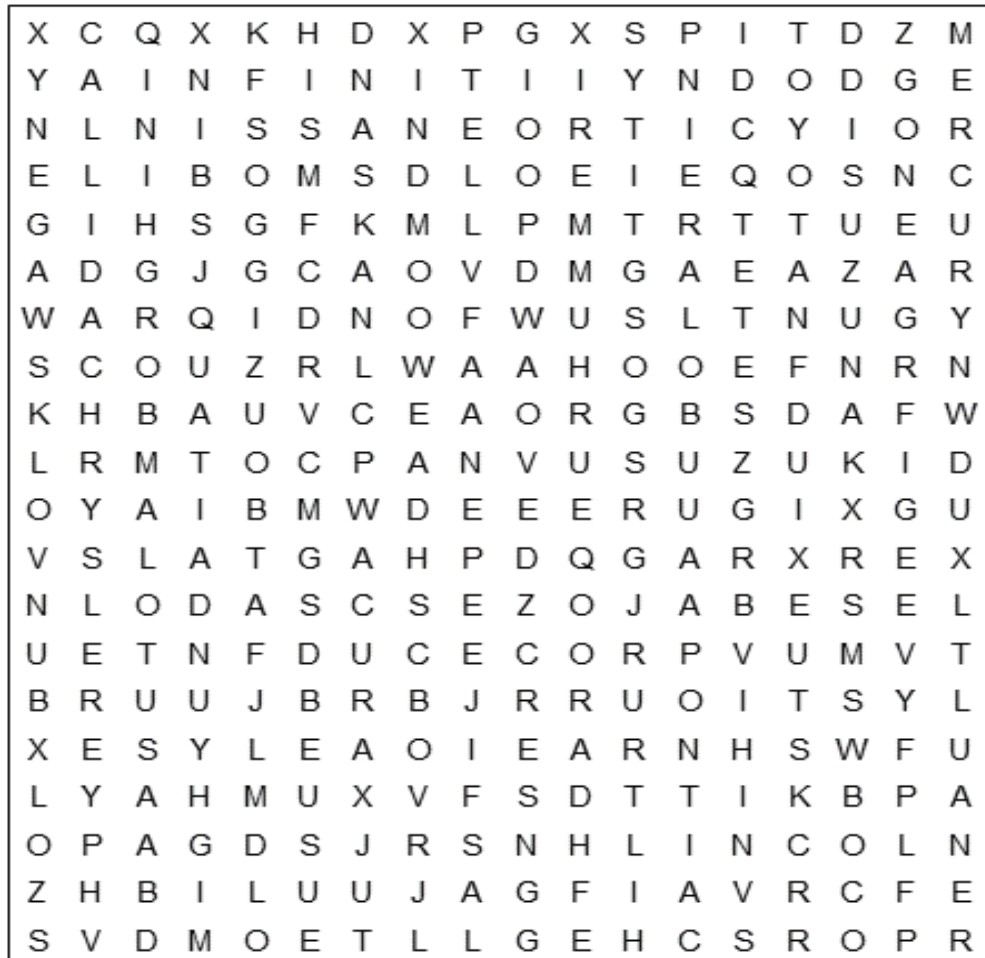 X C Q X K H D X P G X S P I T D Z M
Y A I N F I N I T I I Y N D O D G E
N L N I S S A N E O R T I C Y I O R
E L I B O M S D L O E I E Q O S N C
G I H S G F K M L P M T R T T U E U
A D G J G C A O V D M G A E A Z A R
W A R Q I D N O F W U S L T N U G Y
S C O U Z R L W A A H O O E F N R N
K H B A U V C E A O R G B S D A F W
L R M T O C P A N V U S U Z U K I D
O Y A I B M W D E E E R U G I X G U
V S L A T G A H P D Q G A R X R E X
N L O D A S C S E Z O J A B E S E L
U E T N F D U C E C O R P V U M V T
B R U U J B R B J R R U O I T S Y L
X E S Y L E A O I E A R N H S W F U
L Y A H M U X V F S D T T I K B P A
O P A G D S J R S N H L I N C O L N
Z H B I L U U J A G F I A V R C F E
S V D M O E T L L G E H C S R O P R